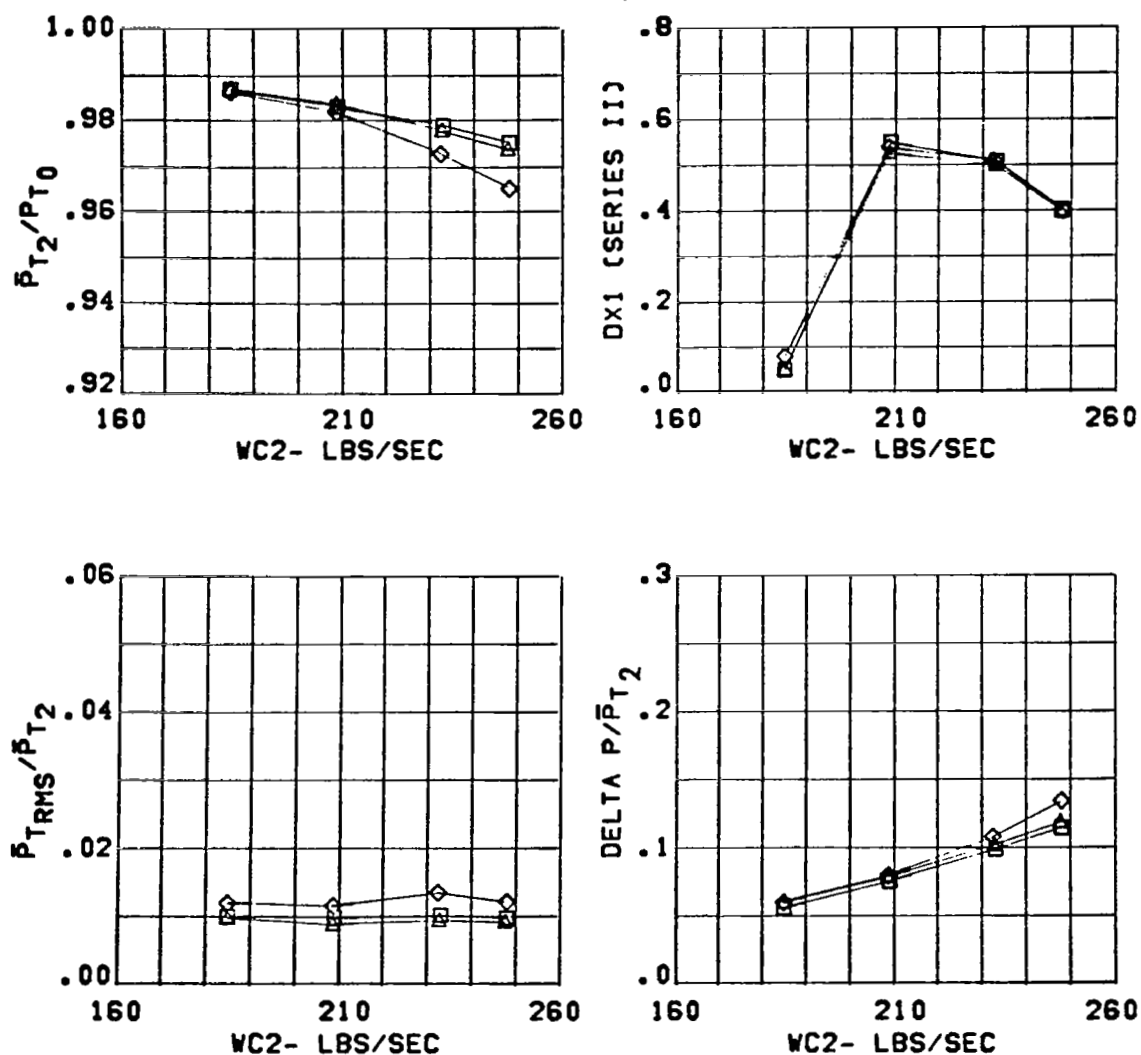 1.00
.98
.96
.94
.92
P̄T₂/PT₀
160 210 260
WC2- LBS/SEC
.8
.6
.4
.2
.0
DX1 (SERIES II)
160 210 260
WC2- LBS/SEC
.06
.04
.02
.00
P̄TRMS/P̄T₂
160 210 260
WC2- LBS/SEC
.3
.2
.1
.0
DELTA P/P̄T₂
160 210 260
WC2- LBS/SEC